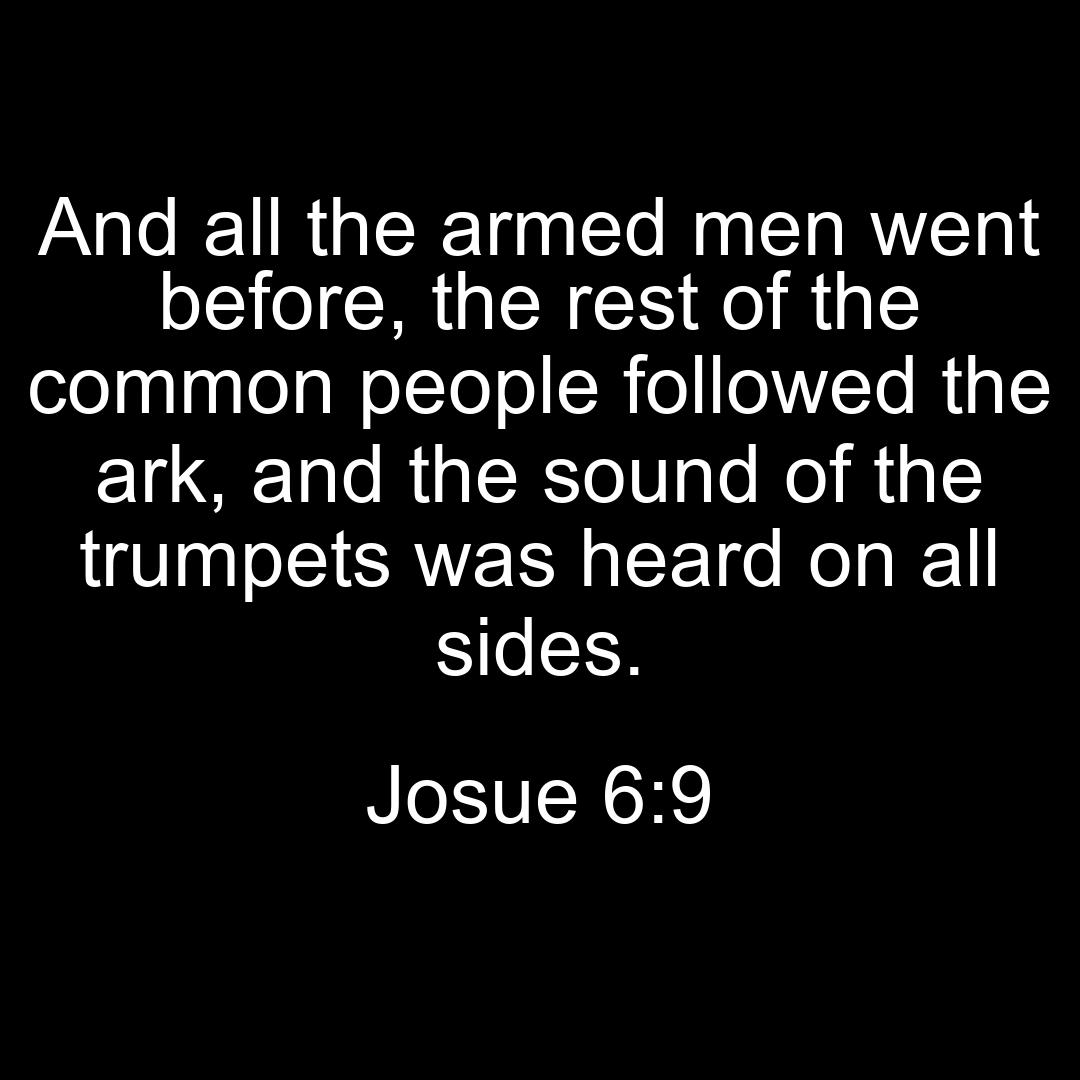 And all the armed men went
before, the rest of the
common people followed the
ark, and the sound of the
trumpets was heard on all
sides.
Josue 6:9